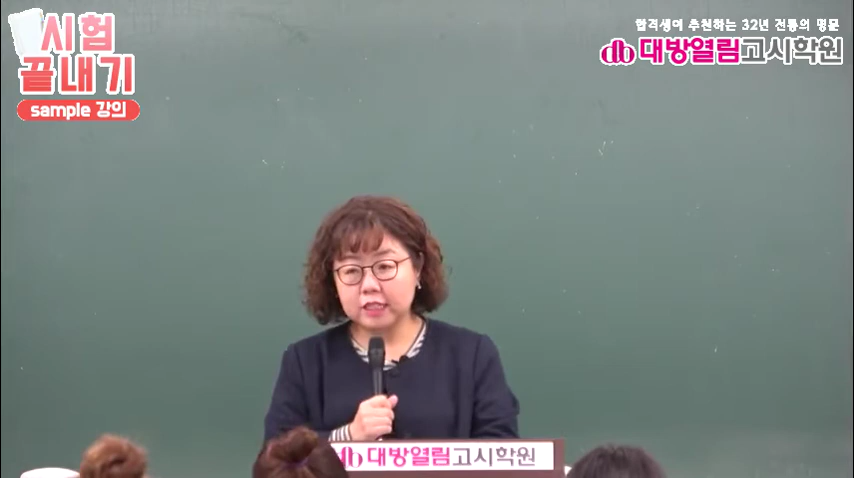 시험
끝내기
sample 강의
합격생이 추천하는 32년 전통의 명문
db 대방열림고시학원
db 대방열림고시학원